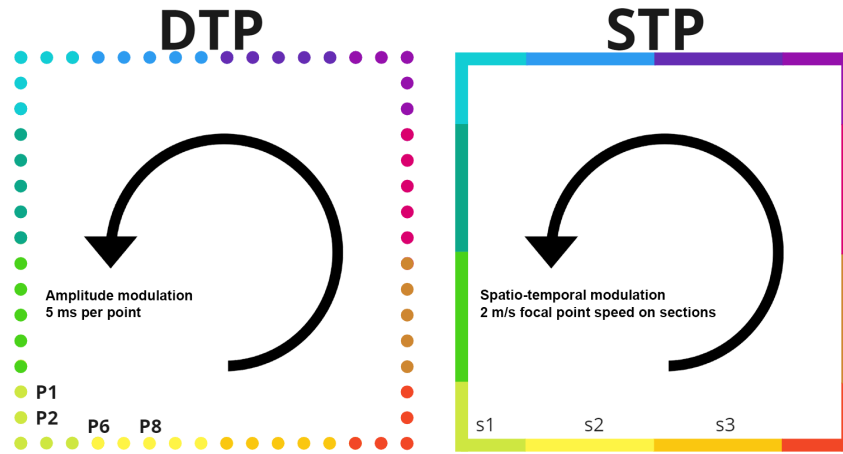 DTP
Amplitude modulation
5 ms per point
P1
P2
P6
P8
STP
Spatio-temporal modulation
2 m/s focal point speed on sections
s1
s2
s3